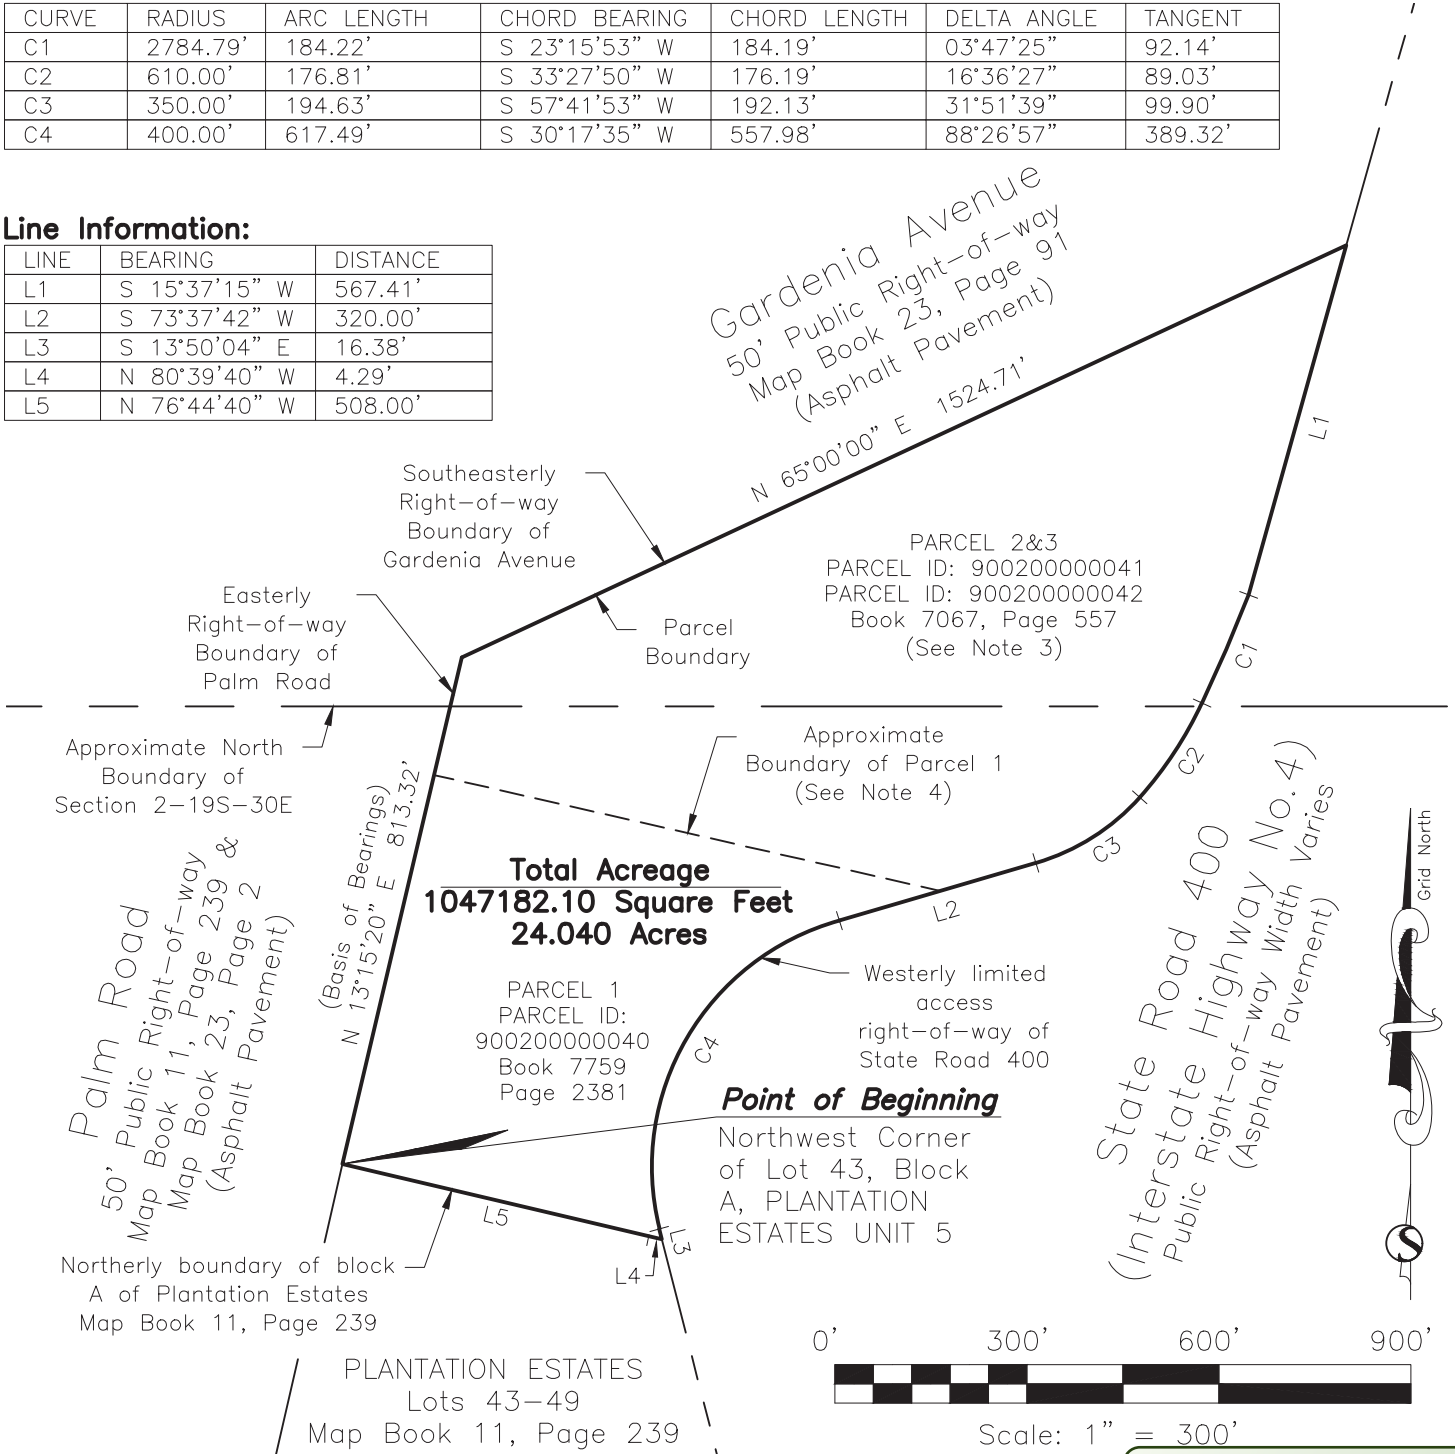 CURVE RADIUS ARC LENGTH CHORD BEARING CHORD LENGTH DELTA ANGLE TANGENT
C1 2784.79' 184.22' S 23°15'53" W 184.19' 03°47'25" 92.14'
C2 610.00' 176.81' S 33°27'50" W 176.19' 16°36'27" 89.03'
C3 350.00' 194.63' S 57°41'53" W 192.13' 31°51'39" 99.90'
C4 400.00' 617.49' S 30°17'35" W 557.98' 88°26'57" 389.32'
Line Information:
LINE BEARING DISTANCE
L1 S 15°37'15" W 567.41'
L2 S 73°37'42" W 320.00'
L3 S 13°50'04" E 16.38'
L4 N 80°39'40" W 4.29'
L5 N 76°44'40" W 508.00'
Gardenia Avenue
50' Public Right-of-way
Map Book 23, Page 91
(Asphalt Pavement)
N 65°00'00" E 1524.71'
L1
Southeasterly
Right-of-way
Boundary of
Gardenia Avenue
PARCEL 2&3
PARCEL ID: 900200000041
PARCEL ID: 900200000042
Book 7067, Page 557
(See Note 3)
Easterly
Right-of-way
Boundary of
Palm Road
Parcel
Boundary
C1
Approximate North
Boundary of
Section 2-19S-30E
Approximate
Boundary of Parcel 1
(See Note 4)
C2
C3
L2
(Basis of Bearings)
N 13°15'20" E 813.32'
Total Acreage
1047182.10 Square Feet
24.040 Acres
Palm Road
50' Public Right-of-way
Map Book 11, Page 239 &
Map Book 23, Page 2
(Asphalt Pavement)
PARCEL 1
PARCEL ID:
900200000040
Book 7759
Page 2381
C4
Westerly limited
access
right-of-way of
State Road 400
State Road 400
(Interstate Highway No. 4)
Public Right-of-way Width Varies
(Asphalt Pavement)
Grid North
Point of Beginning
Northwest Corner
of Lot 43, Block
A, PLANTATION
ESTATES UNIT 5
L5
L3
L4
Northerly boundary of block
A of Plantation Estates
Map Book 11, Page 239
PLANTATION ESTATES
Lots 43-49
Map Book 11, Page 239
0' 300' 600' 900'
Scale: 1" = 300'
S